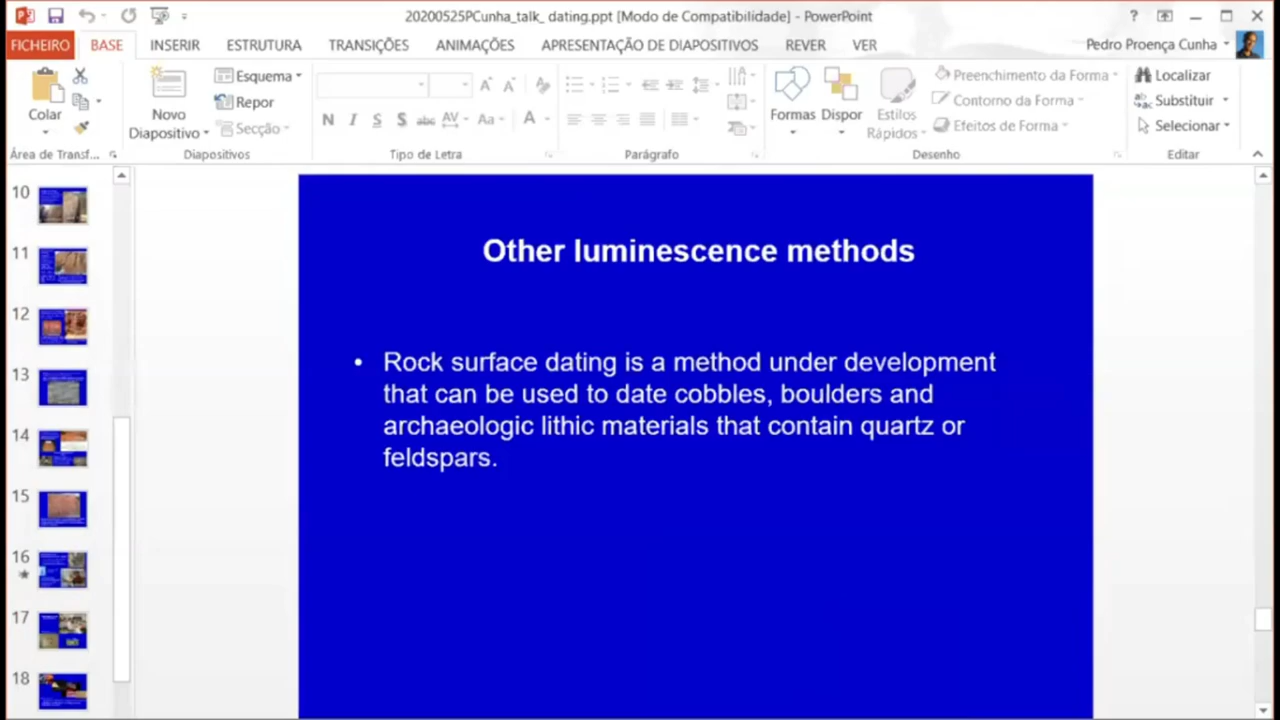 20200525PCunha_talk_ dating.ppt [Modo de Compatibilidade] - PowerPoint
FICHEIRO BASE INSERIR ESTRUTURA TRANSIÇÕES ANIMAÇÕES APRESENTAÇÃO DE DIAPOSITIVOS REVER VER Pedro Proença Cunha
Colar
Área de Transf...
Novo
Diapositivo
Esquema
Repor
Secção
Diapositivos
N I S S abc AV Aa A
Tipo de Letra
Parágrafo
Formas Dispor Estilos
Rápidos
Preenchimento da Forma
Contorno da Forma
Efeitos de Forma
Desenho
Localizar
Substituir
Selecionar
Editar
10
11
12
13
14
15
16
17
18
Other luminescence methods
• Rock surface dating is a method under development
that can be used to date cobbles, boulders and
archaeologic lithic materials that contain quartz or
feldspars.